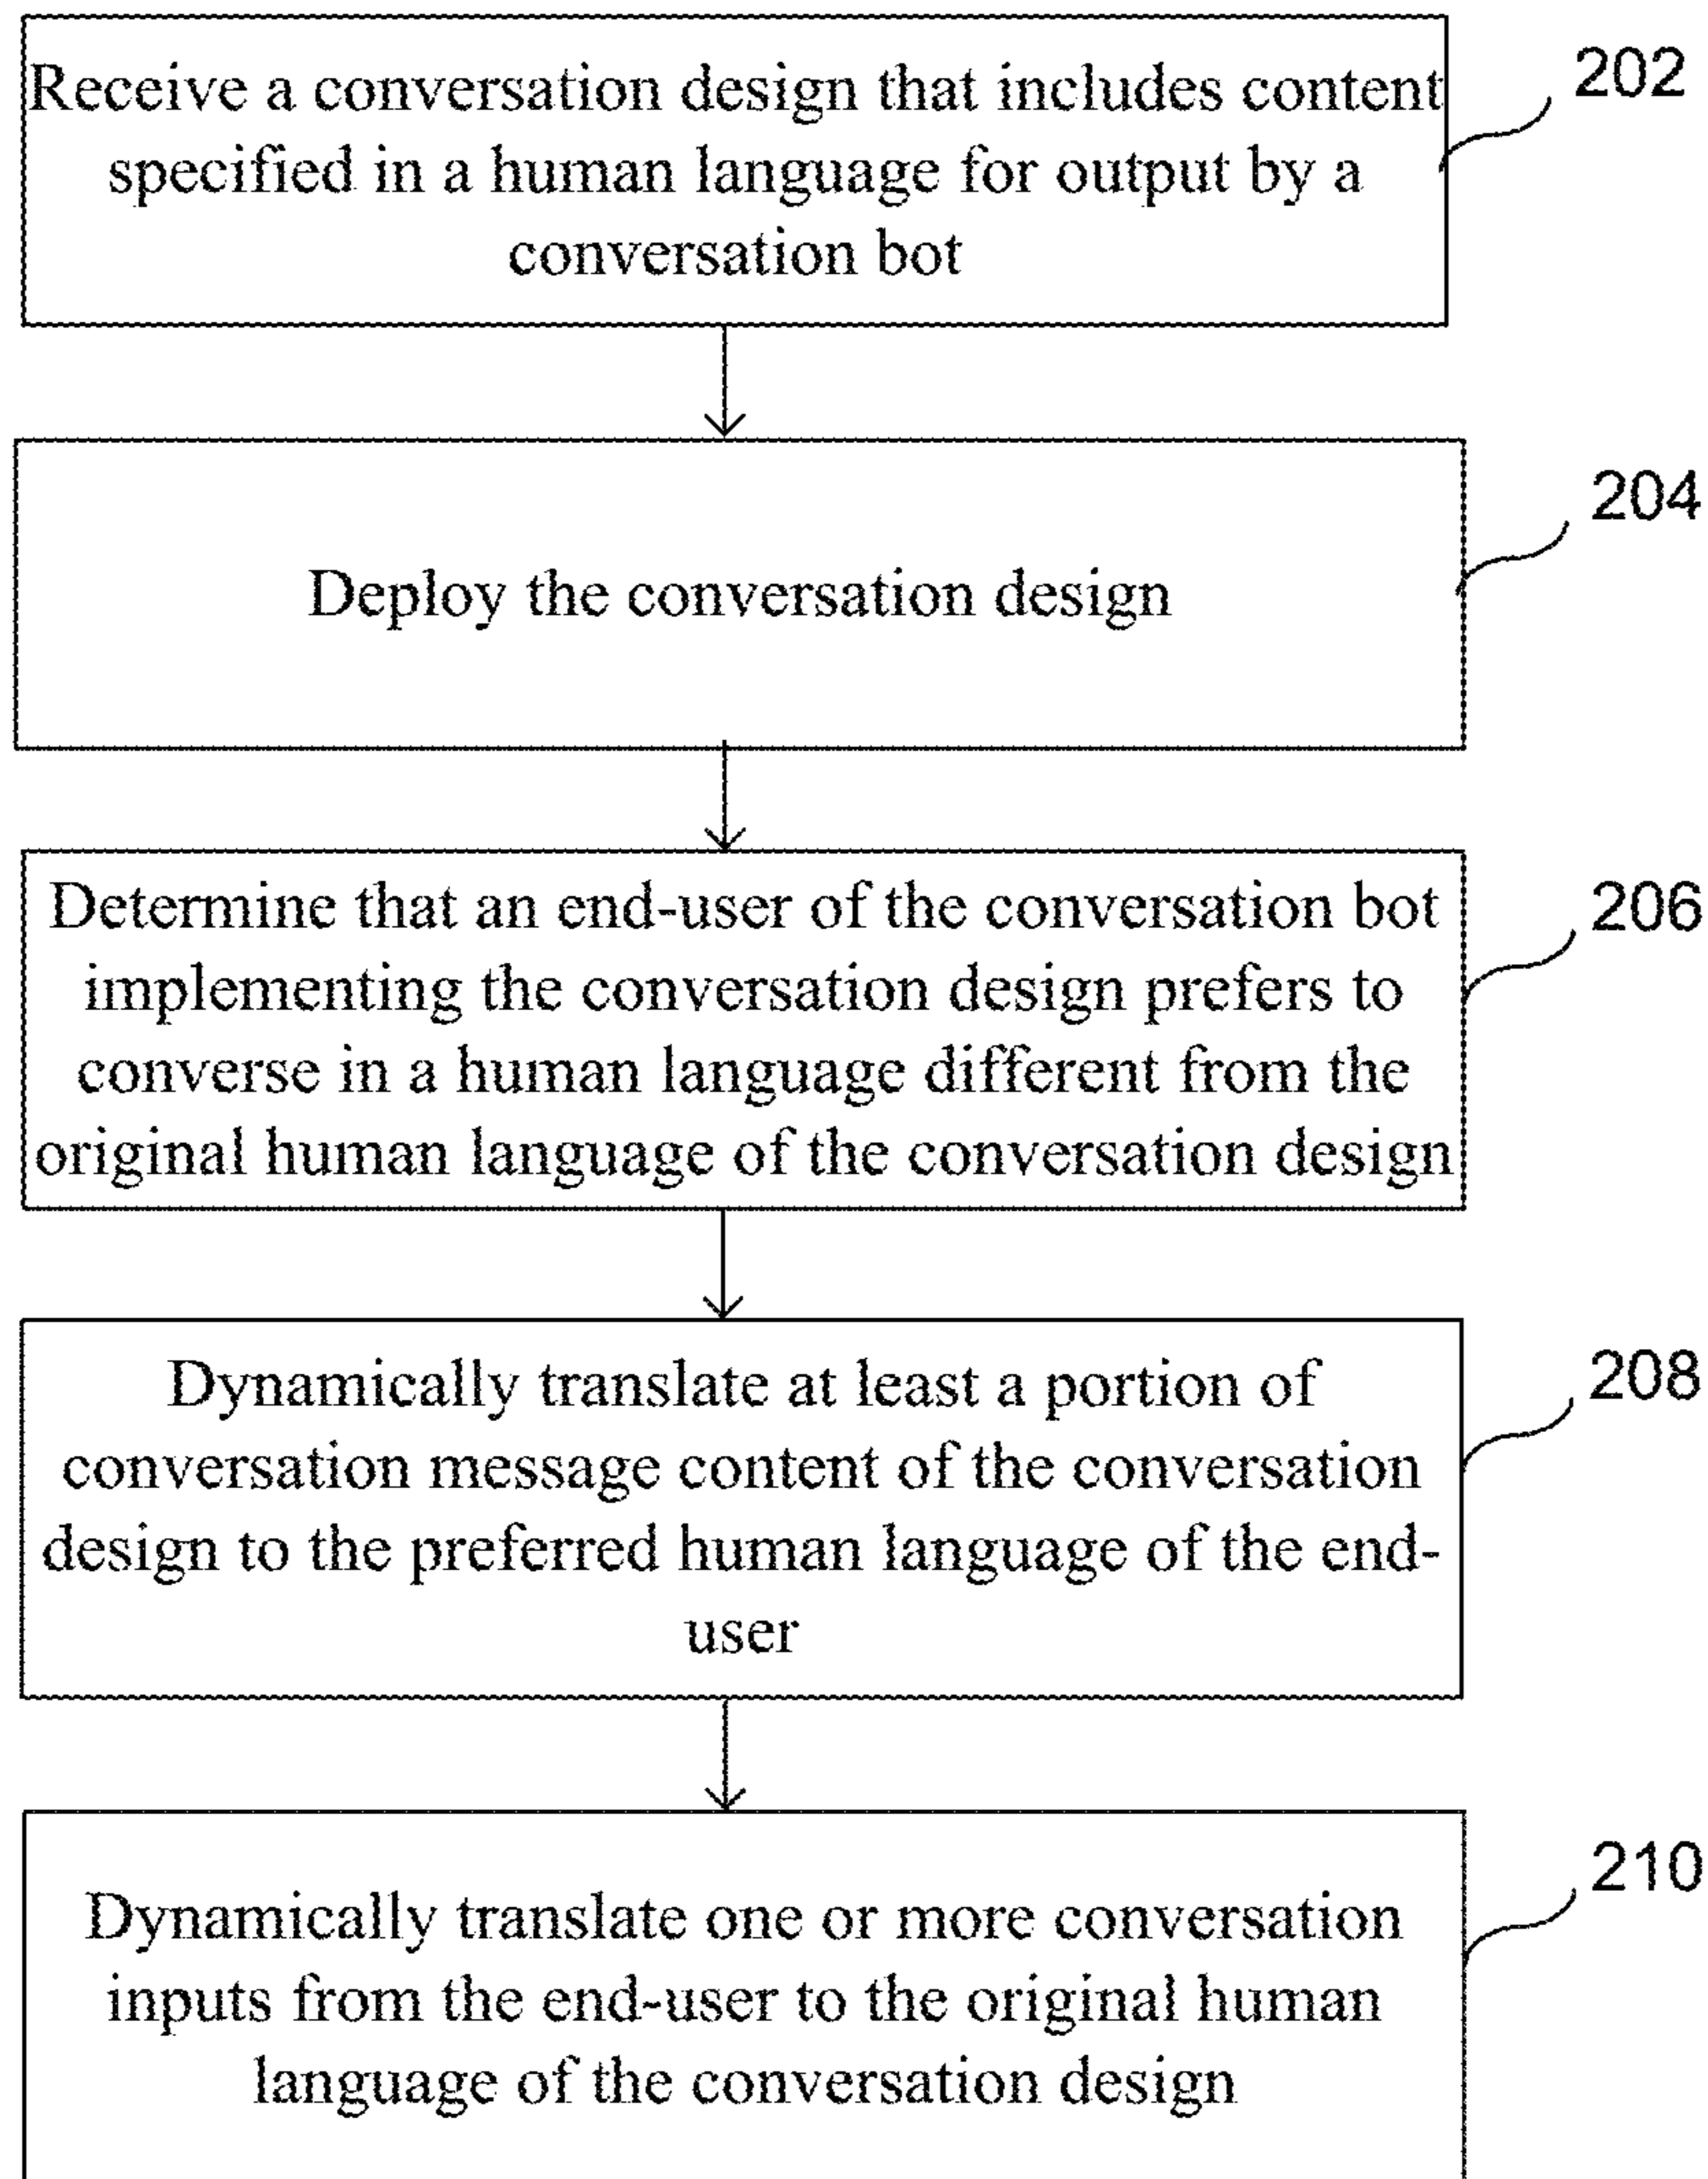 Receive a conversation design that includes content
202
specified in a human language for output by a
conversation bot
204
Deploy the conversation design
Determine that an end-user of the conversation bot
206
implementing the conversation design prefers to
converse in a human language different from the
original human language of the conversation design
Dynamically translate at least a portion of
208
conversation message content of the conversation
design to the preferred human language of the end-
user
210
Dynamically translate one or more conversation
inputs from the end-user to the original human
language of the conversation design